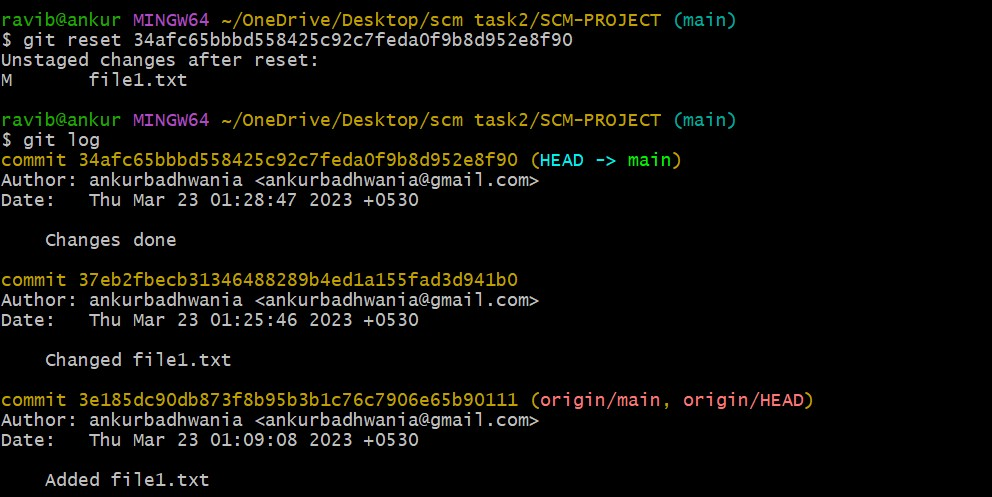 ravib@ankur MINGW64 ~/OneDrive/Desktop/scm task2/SCM-PROJECT (main)
$ git reset 34afc65bbbd558425c92c7feda0f9b8d952e8f90
Unstaged changes after reset:
M       file1.txt
ravib@ankur MINGW64 ~/OneDrive/Desktop/scm task2/SCM-PROJECT (main)
$ git log
commit 34afc65bbbd558425c92c7feda0f9b8d952e8f90 (HEAD -> main)
Author: ankurbadhwania <ankurbadhwania@gmail.com>
Date:   Thu Mar 23 01:28:47 2023 +0530
    Changes done
commit 37eb2fbecb31346488289b4ed1a155fad3d941b0
Author: ankurbadhwania <ankurbadhwania@gmail.com>
Date:   Thu Mar 23 01:25:46 2023 +0530
    Changed file1.txt
commit 3e185dc90db873f8b95b3b1c76c7906e65b90111 (origin/main, origin/HEAD)
Author: ankurbadhwania <ankurbadhwania@gmail.com>
Date:   Thu Mar 23 01:09:08 2023 +0530
    Added file1.txt